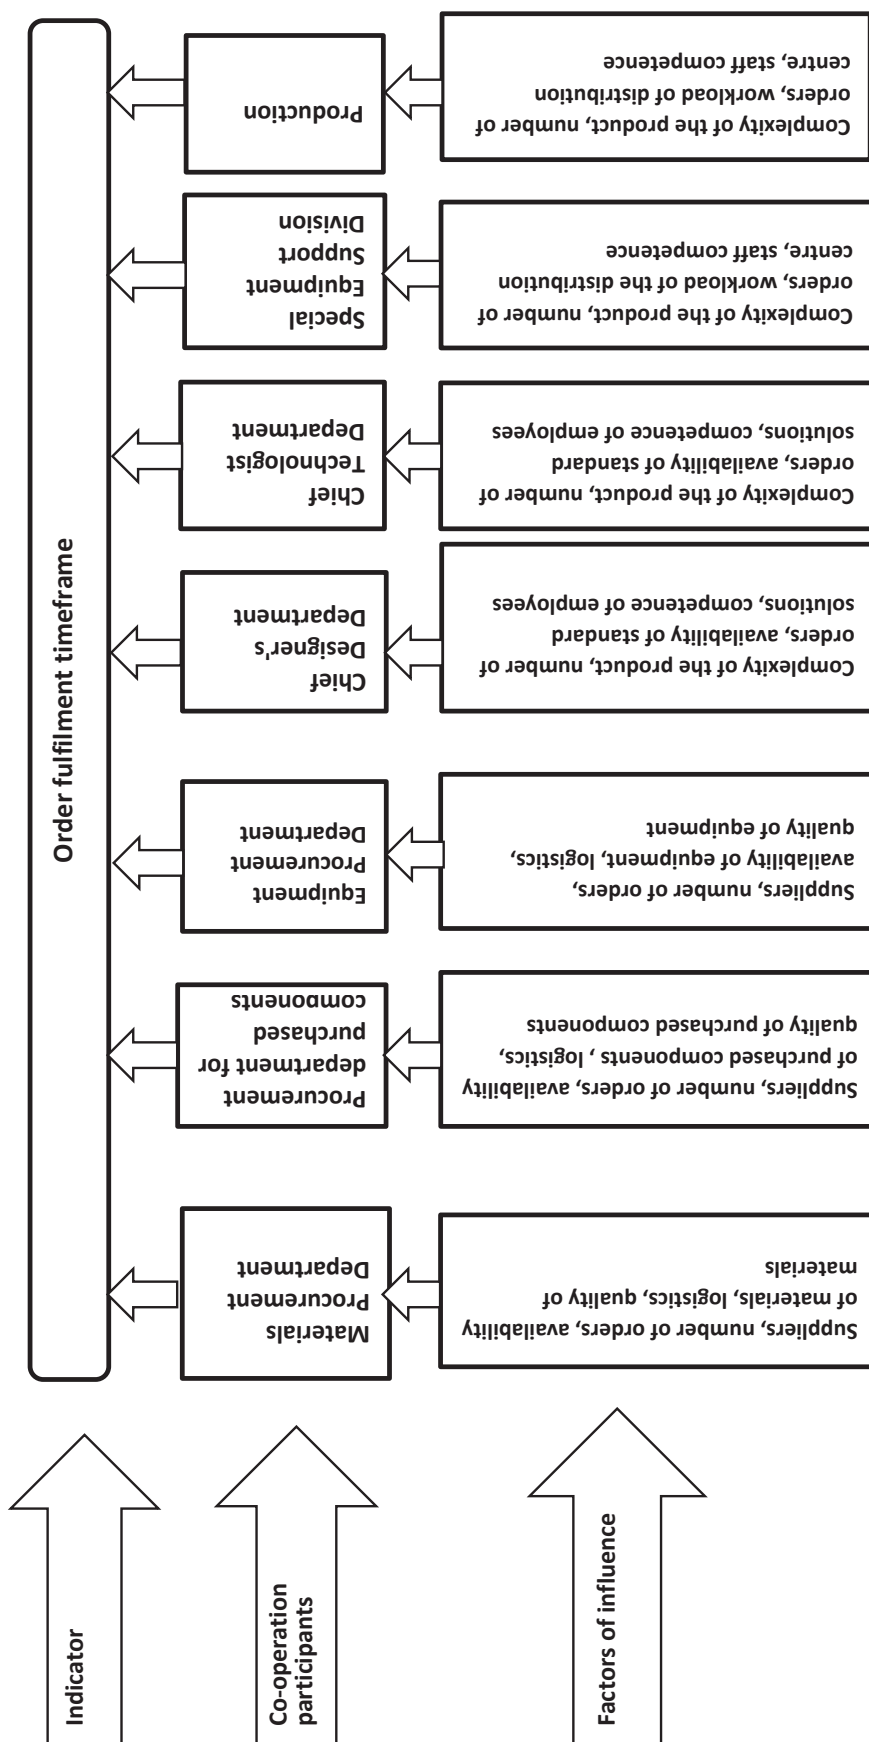 Order fulfilment timeframe
Indicator
Co-operation
participants
Factors of influence
Materials
Procurement
Department
Procurement
department for
purchased
components
Equipment
Procurement
Department
Chief
Designer's
Department
Chief
Technologist
Department
Special
Equipment
Support
Division
Production
Suppliers, number of orders, availability
of materials, logistics, quality of
materials
Suppliers, number of orders, availability
of purchased components , logistics,
quality of purchased components
Suppliers, number of orders,
availability of equipment, logistics,
quality of equipment
Complexity of the product, number of
orders, availability of standard
solutions, competence of employees
Complexity of the product, number of
orders, availability of standard
solutions, competence of employees
Complexity of the product, number of
orders, workload of the distribution
centre, staff competence
Complexity of the product, number of
orders, workload of distribution
centre, staff competence